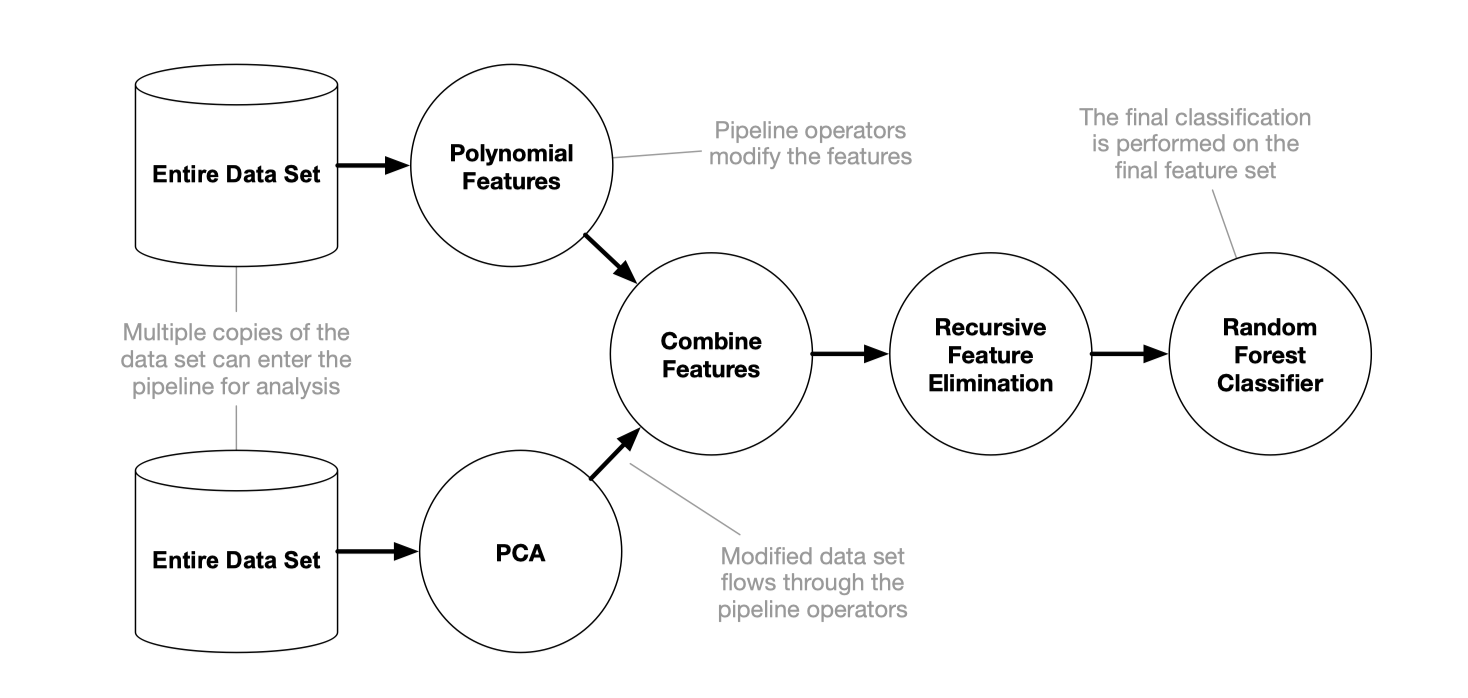 Entire Data Set
Polynomial
Features
Pipeline operators
modify the features
The final classification
is performed on the
final feature set
Multiple copies of the
data set can enter the
pipeline for analysis
Combine
Features
Recursive
Feature
Elimination
Random
Forest
Classifier
Entire Data Set
PCA
Modified data set
flows through the
pipeline operators